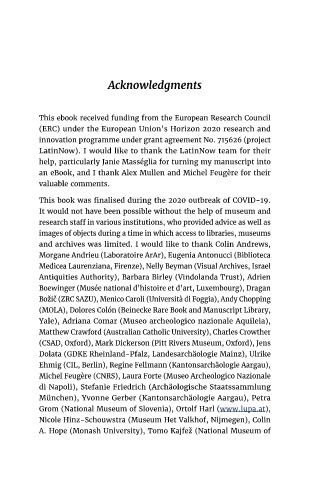 Acknowledgments
This ebook received funding from the European Research Council
(ERC) under the European Union's Horizon 2020 research and
innovation programme under grant agreement No. 715626 (project
LatinNow). I would like to thank the LatinNow team for their
help, particularly Janie Masséglia for turning my manuscript into
an eBook, and I thank Alex Mullen and Michel Feugère for their
valuable comments.
This book was finalised during the 2020 outbreak of COVID-19.
It would not have been possible without the help of museum and
research staff in various institutions, who provided advice as well as
images of objects during a time in which access to libraries, museums
and archives was limited. I would like to thank Colin Andrews,
Morgane Andrieu (Laboratoire ArAr), Eugenia Antonucci (Biblioteca
Medicea Laurenziana, Firenze), Nelly Beyman (Visual Archives, Israel
Antiquities Authority), Barbara Birley (Vindolanda Trust), Adrien
Boewinger (Musée national d'histoire et d'art, Luxembourg), Dragan
Božič (ZRC SAZU), Menico Caroli (Università di Foggia), Andy Chopping
(MOLA), Dolores Colón (Beinecke Rare Book and Manuscript Library,
Yale), Adriana Comar (Museo archeologico nazionale Aquileia),
Matthew Crawford (Australian Catholic University), Charles Crowther
(CSAD, Oxford), Mark Dickerson (Pitt Rivers Museum, Oxford), Jens
Dolata (GDKE Rheinland-Pfalz, Landesarchäologie Mainz), Ulrike
Ehmig (CIL, Berlin), Regine Fellmann (Kantonsarchäologie Aargau),
Michel Feugère (CNRS), Laura Forte (Museo Archeologico Nazionale
di Napoli), Stefanie Friedrich (Archäologische Staatssammlung
München), Yvonne Gerber (Kantonsarchäologie Aargau), Petra
Grom (National Museum of Slovenia), Ortolf Harl (www.lupa.at),
Nicole Hinz-Schouwstra (Museum Het Valkhof, Nijmegen), Colin
A. Hope (Monash University), Tomo Kajfež (National Museum of